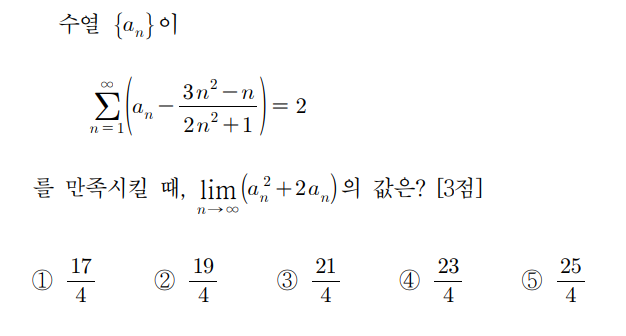 수열 {aₙ}이
∑_{n=1}^{∞} (aₙ − (3n² − n)/(2n² + 1)) = 2
를 만족시킬 때, lim_{n→∞} (aₙ² + 2aₙ)의 값은? [3점]
① 17/4 ② 19/4 ③ 21/4 ④ 23/4 ⑤ 25/4